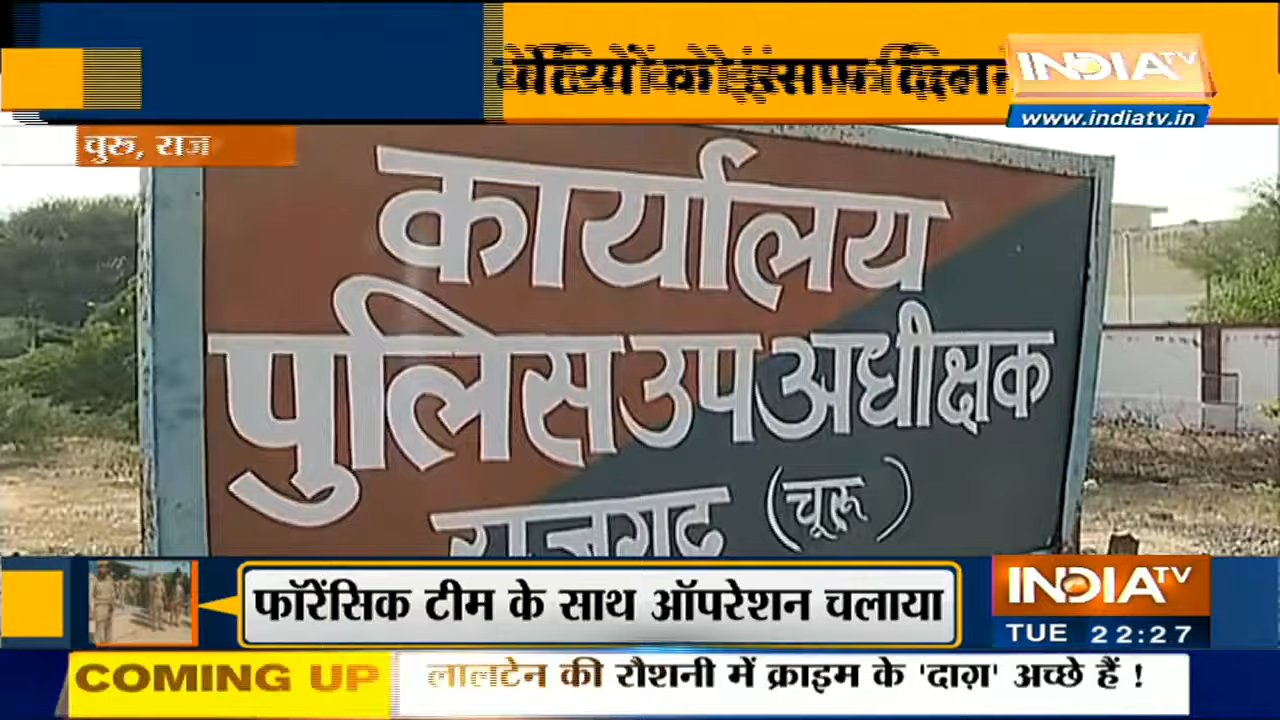 INDIA TV
www.indiatv.in
चुरू, राज
कार्यालय
पुलिस उप अधीक्षक
राजगढ़ (चूरू)
फॉरेंसिक टीम के साथ ऑपरेशन चलाया
INDIA TV
TUE 22:27
COMING UP लालटेन की रौशनी में क्राइम के 'दाग़' अच्छे हैं !